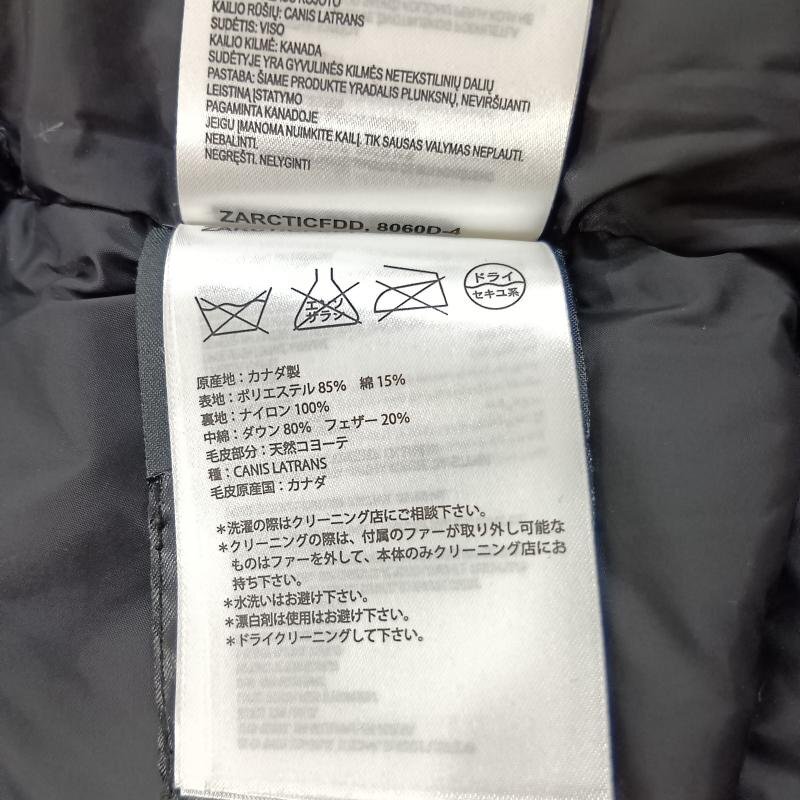 KAILIO RŪŠIŲ: CANIS LATRANS
SUDĖTIS: VISO
KAILIO KILMĖ: KANADA
SUDĖTYJE YRA GYVULINĖS KILMĖS NETEKSTILINIŲ DALIŲ
PASTABA: ŠIAME PRODUKTE YRADALIS PLUNKSNŲ, NEVIRŠIJANTI
LEISTINĄ ĮSTATYMO
PAGAMINTA KANADOJE
JEIGU ĮMANOMA NUIMKITE KAILĮ. TIK SAUSAS VALYMAS NEPLAUTI.
NEBALINTI.
NEGRĘŠTI. NELYGINTI
ZARCTICFDD. 8060D-4
エンソ
サラシ
ドライ
セキユ系
原産地：カナダ製
表地：ポリエステル 85%　綿 15%
裏地：ナイロン 100%
中綿：ダウン 80%　フェザー 20%
毛皮部分：天然コヨーテ
種：CANIS LATRANS
毛皮原産国：カナダ
＊洗濯の際はクリーニング店にご相談下さい。
＊クリーニングの際は、付属のファーが取り外し可能な
ものはファーを外して、本体のみクリーニング店にお
持ち下さい。
＊水洗いはお避け下さい。
＊漂白剤は使用はお避け下さい。
＊ドライクリーニングして下さい。